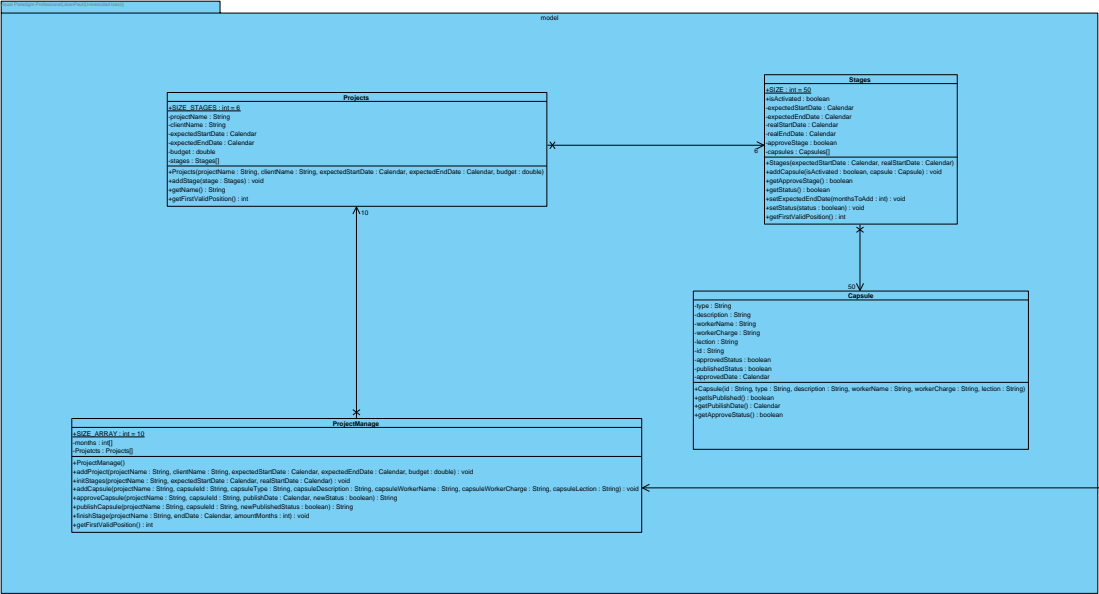 Visual Paradigm Professional(JuanPaz(Universidad Icesi))
model
Projects
+SIZE_STAGES : int = 6
-projectName : String
-clientName : String
-expectedStartDate : Calendar
-expectedEndDate : Calendar
-budget : double
-stages : Stages[]
+Projects(projectName : String, clientName : String, expectedStartDate : Calendar, expectedEndDate : Calendar, budget : double)
+addStage(stage : Stages) : void
+getName() : String
+getFirstValidPosition() : int
Stages
+SIZE : int = 50
+isActivated : boolean
-expectedStartDate : Calendar
-expectedEndDate : Calendar
-realStartDate : Calendar
-realEndDate : Calendar
-approveStage : boolean
-capsules : Capsules[]
+Stages(expectedStartDate : Calendar, realStartDate : Calendar)
+addCapsule(isActivated : boolean, capsule : Capsule) : void
+getApproveStage() : boolean
+getStatus() : boolean
+setExpectedEndDate(monthsToAdd : int) : void
+setStatus(status : boolean) : void
+getFirstValidPosition() : int
6
10
50
Capsule
-type : String
-description : String
-workerName : String
-workerCharge : String
-lection : String
-id : String
-approvedStatus : boolean
-publishedStatus : boolean
-approvedDate : Calendar
+Capsule(id : String, type : String, description : String, workerName : String, workerCharge : String, lection : String)
+getIsPublished() : boolean
+getPubilishDate() : Calendar
+getApproveStatus() : boolean
ProjectManage
+SIZE_ARRAY : int = 10
-months : int[]
-Projetcts : Projects[]
+ProjectManage()
+addProject(projectName : String, clientName : String, expectedStartDate : Calendar, expectedEndDate : Calendar, budget : double) : void
+initStages(projectName : String, expectedStartDate : Calendar, realStartDate : Calendar) : void
+addCapsule(projectName : String, capsuleId : String, capsuleType : String, capsuleDescription : String, capsuleWorkerName : String, capsuleWorkerCharge : String, capsuleLection : String) : void
+approveCapsule(projectName : String, capsuleId : String, publishDate : Calendar, newStatus : boolean) : String
+publishCapsule(projectName : String, capsuleId : String, newPublishedStatus : boolean) : String
+finishStage(projectName : String, endDate : Calendar, amountMonths : int) : void
+getFirstValidPosition() : int